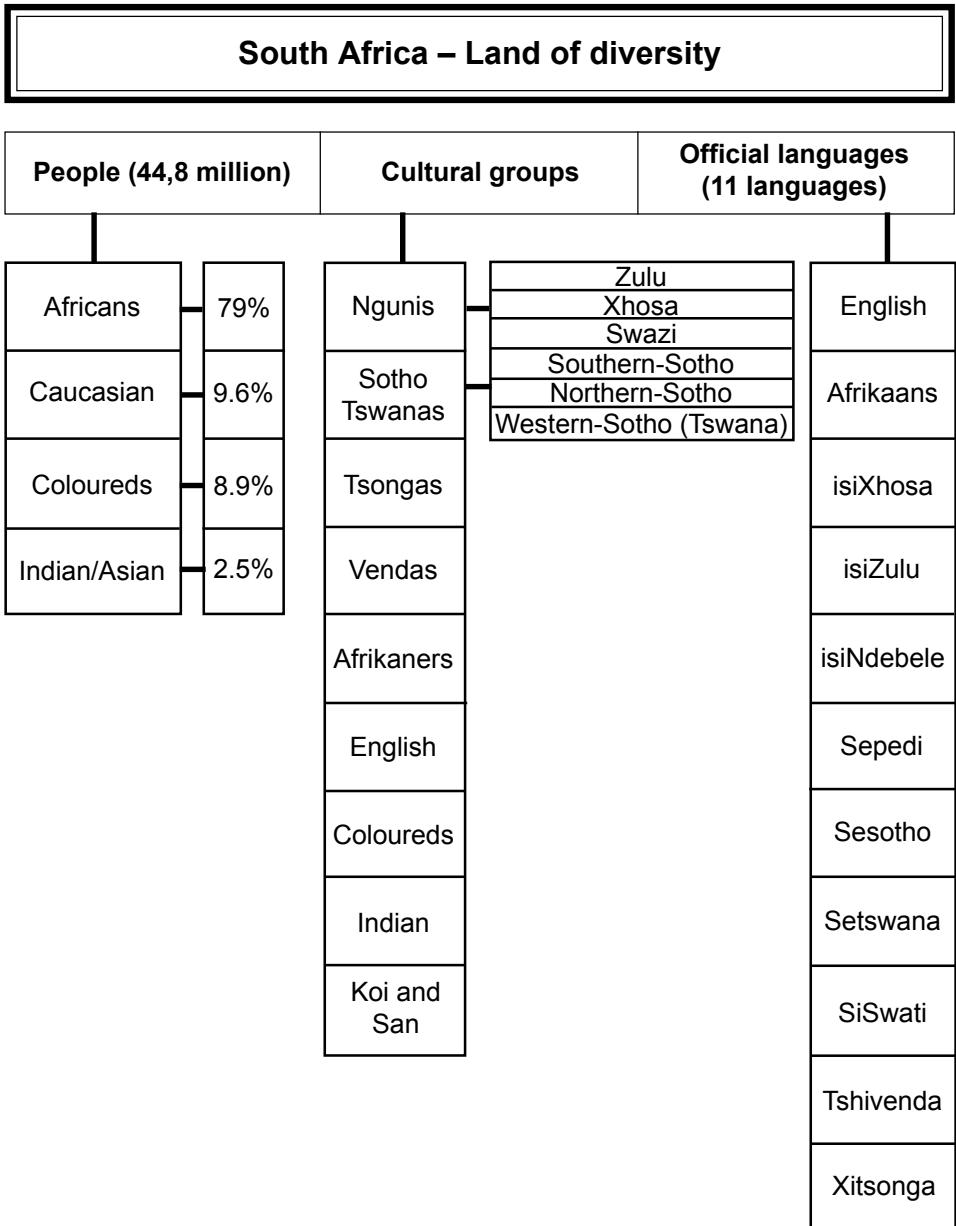 South Africa – Land of diversity
People (44,8 million)
Cultural groups
Official languages
(11 languages)
Africans
79%
Caucasian
9.6%
Coloureds
8.9%
Indian/Asian
2.5%
Ngunis
Zulu
Xhosa
Swazi
Sotho
Tswanas
Southern-Sotho
Northern-Sotho
Western-Sotho (Tswana)
Tsongas
Vendas
Afrikaners
English
Coloureds
Indian
Koi and
San
English
Afrikaans
isiXhosa
isiZulu
isiNdebele
Sepedi
Sesotho
Setswana
SiSwati
Tshivenda
Xitsonga